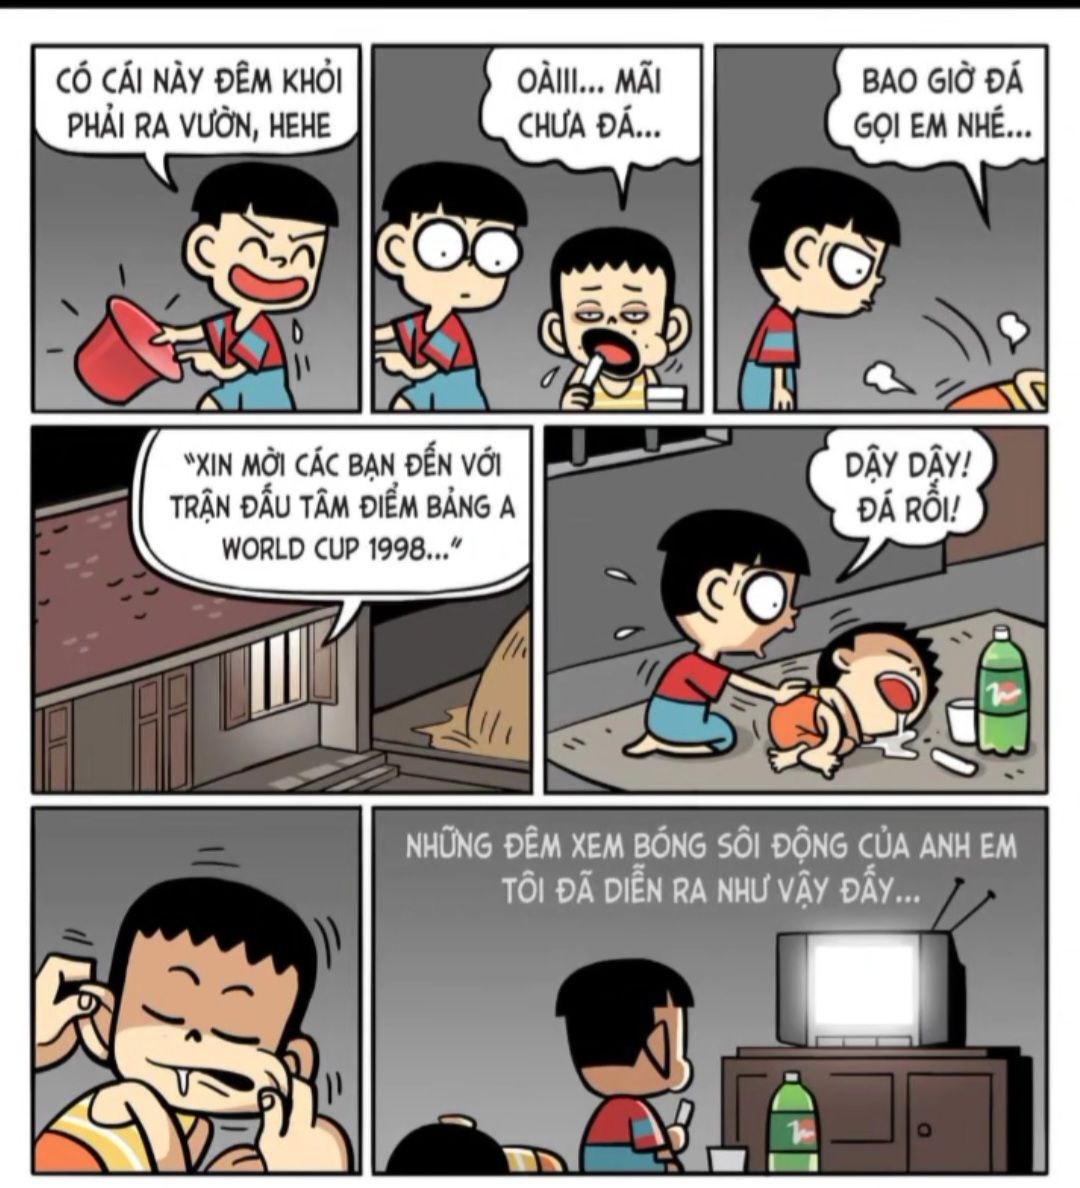 CÓ CÁI NÀY ĐÊM KHỎI
PHẢI RA VƯỜN, HEHE
OÀIII... MÃI
CHƯA ĐÁ...
BAO GIỜ ĐÁ
GỌI EM NHÉ...
"XIN MỜI CÁC BẠN ĐẾN VỚI
TRẬN ĐẤU TÂM ĐIỂM BẢNG A
WORLD CUP 1998..."
DẬY DẬY!
ĐÁ RỒI!
NHỮNG ĐÊM XEM BÓNG SÔI ĐỘNG CỦA ANH EM
TÔI ĐÃ DIỄN RA NHƯ VẬY ĐẤY...